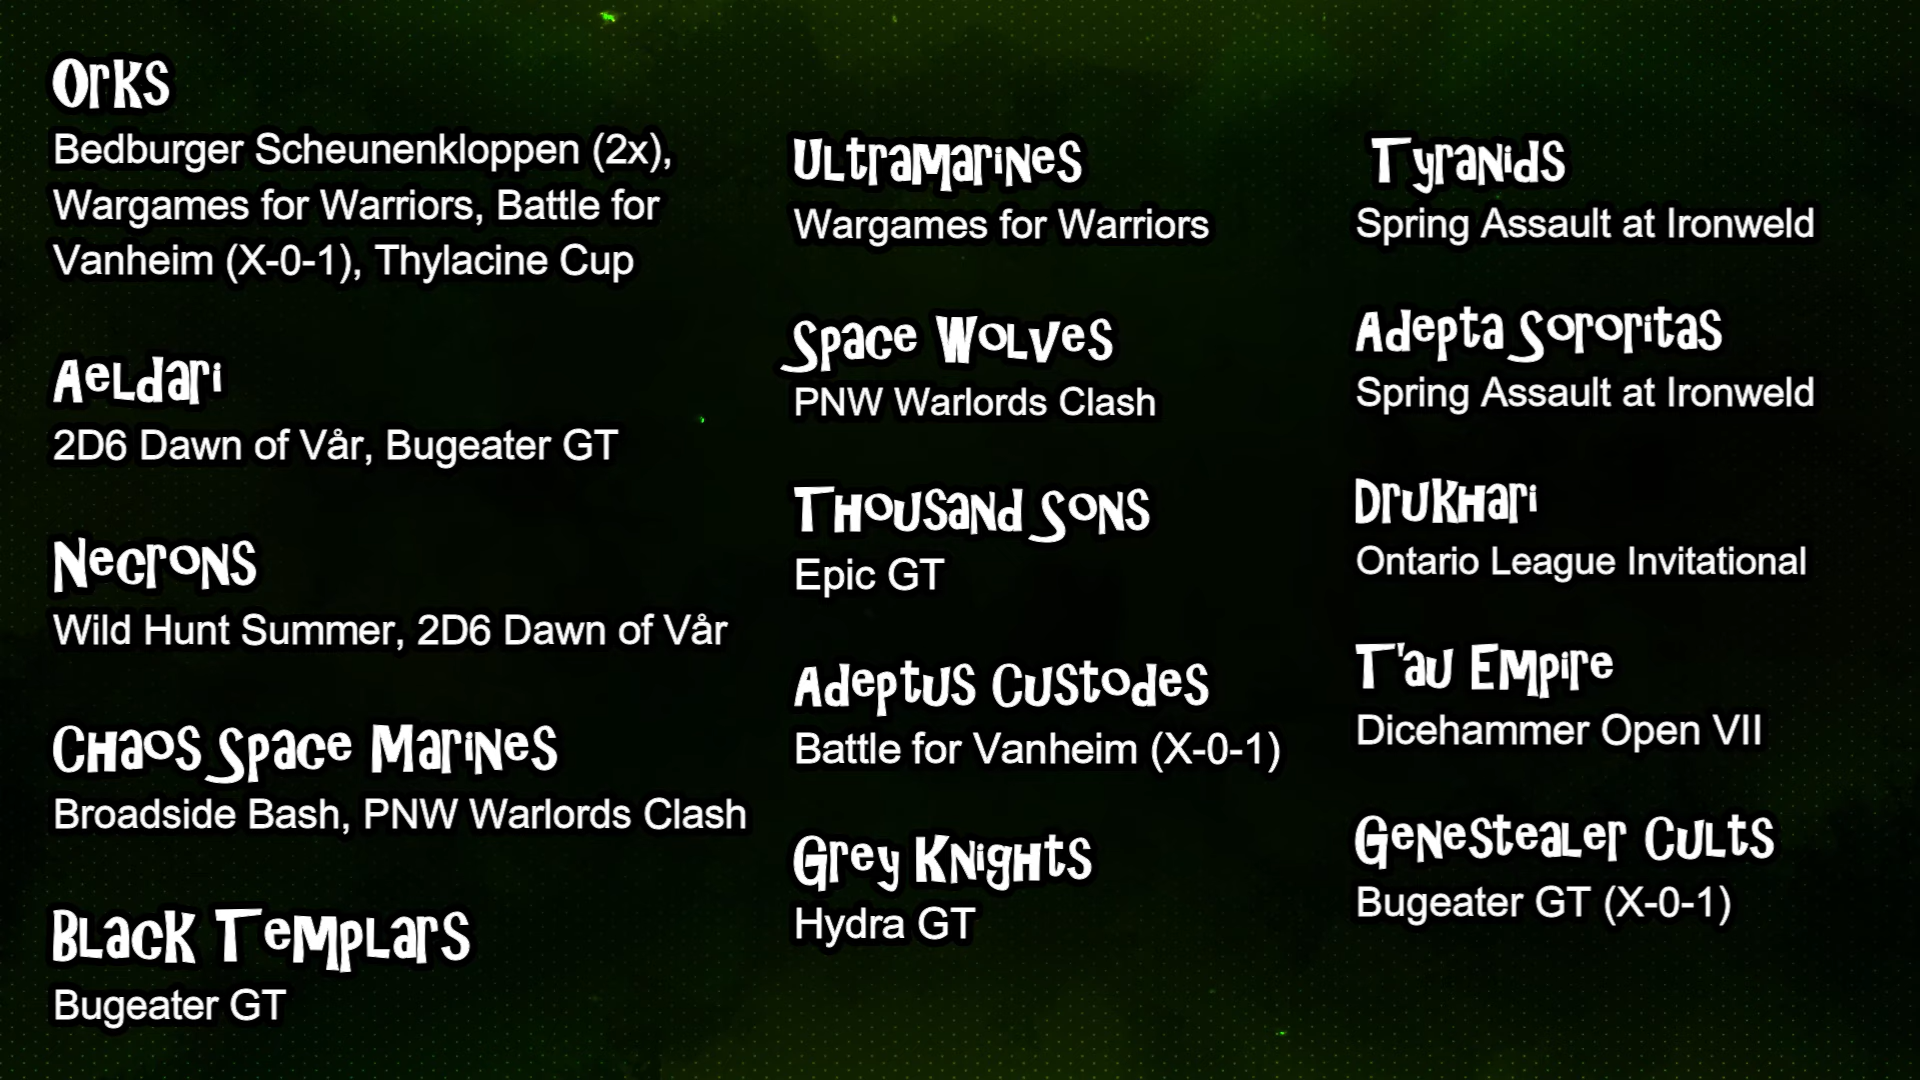 Orks
Bedburger Scheunenkloppen (2x),
Wargames for Warriors, Battle for
Vanheim (X-0-1), Thylacine Cup
Aeldari
2D6 Dawn of Vår, Bugeater GT
Necrons
Wild Hunt Summer, 2D6 Dawn of Vår
Chaos Space Marines
Broadside Bash, PNW Warlords Clash
Black Templars
Bugeater GT
Ultramarines
Wargames for Warriors
Space Wolves
PNW Warlords Clash
Thousand Sons
Epic GT
Adeptus Custodes
Battle for Vanheim (X-0-1)
Grey Knights
Hydra GT
Tyranids
Spring Assault at Ironweld
Adepta Sororitas
Spring Assault at Ironweld
Drukhari
Ontario League Invitational
T'au Empire
Dicehammer Open VII
Genestealer Cults
Bugeater GT (X-0-1)